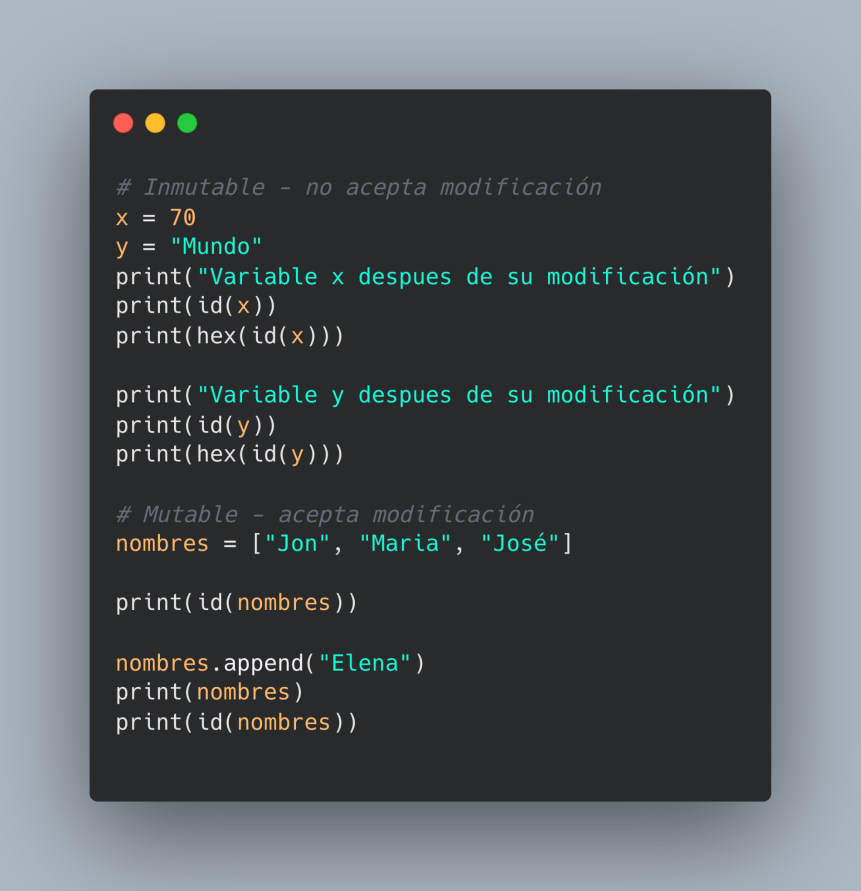 # Inmutable - no acepta modificación
x = 70
y = "Mundo"
print("Variable x despues de su modificación")
print(id(x))
print(hex(id(x)))
print("Variable y despues de su modificación")
print(id(y))
print(hex(id(y)))
# Mutable - acepta modificación
nombres = ["Jon", "Maria", "José"]
print(id(nombres))
nombres.append("Elena")
print(nombres)
print(id(nombres))